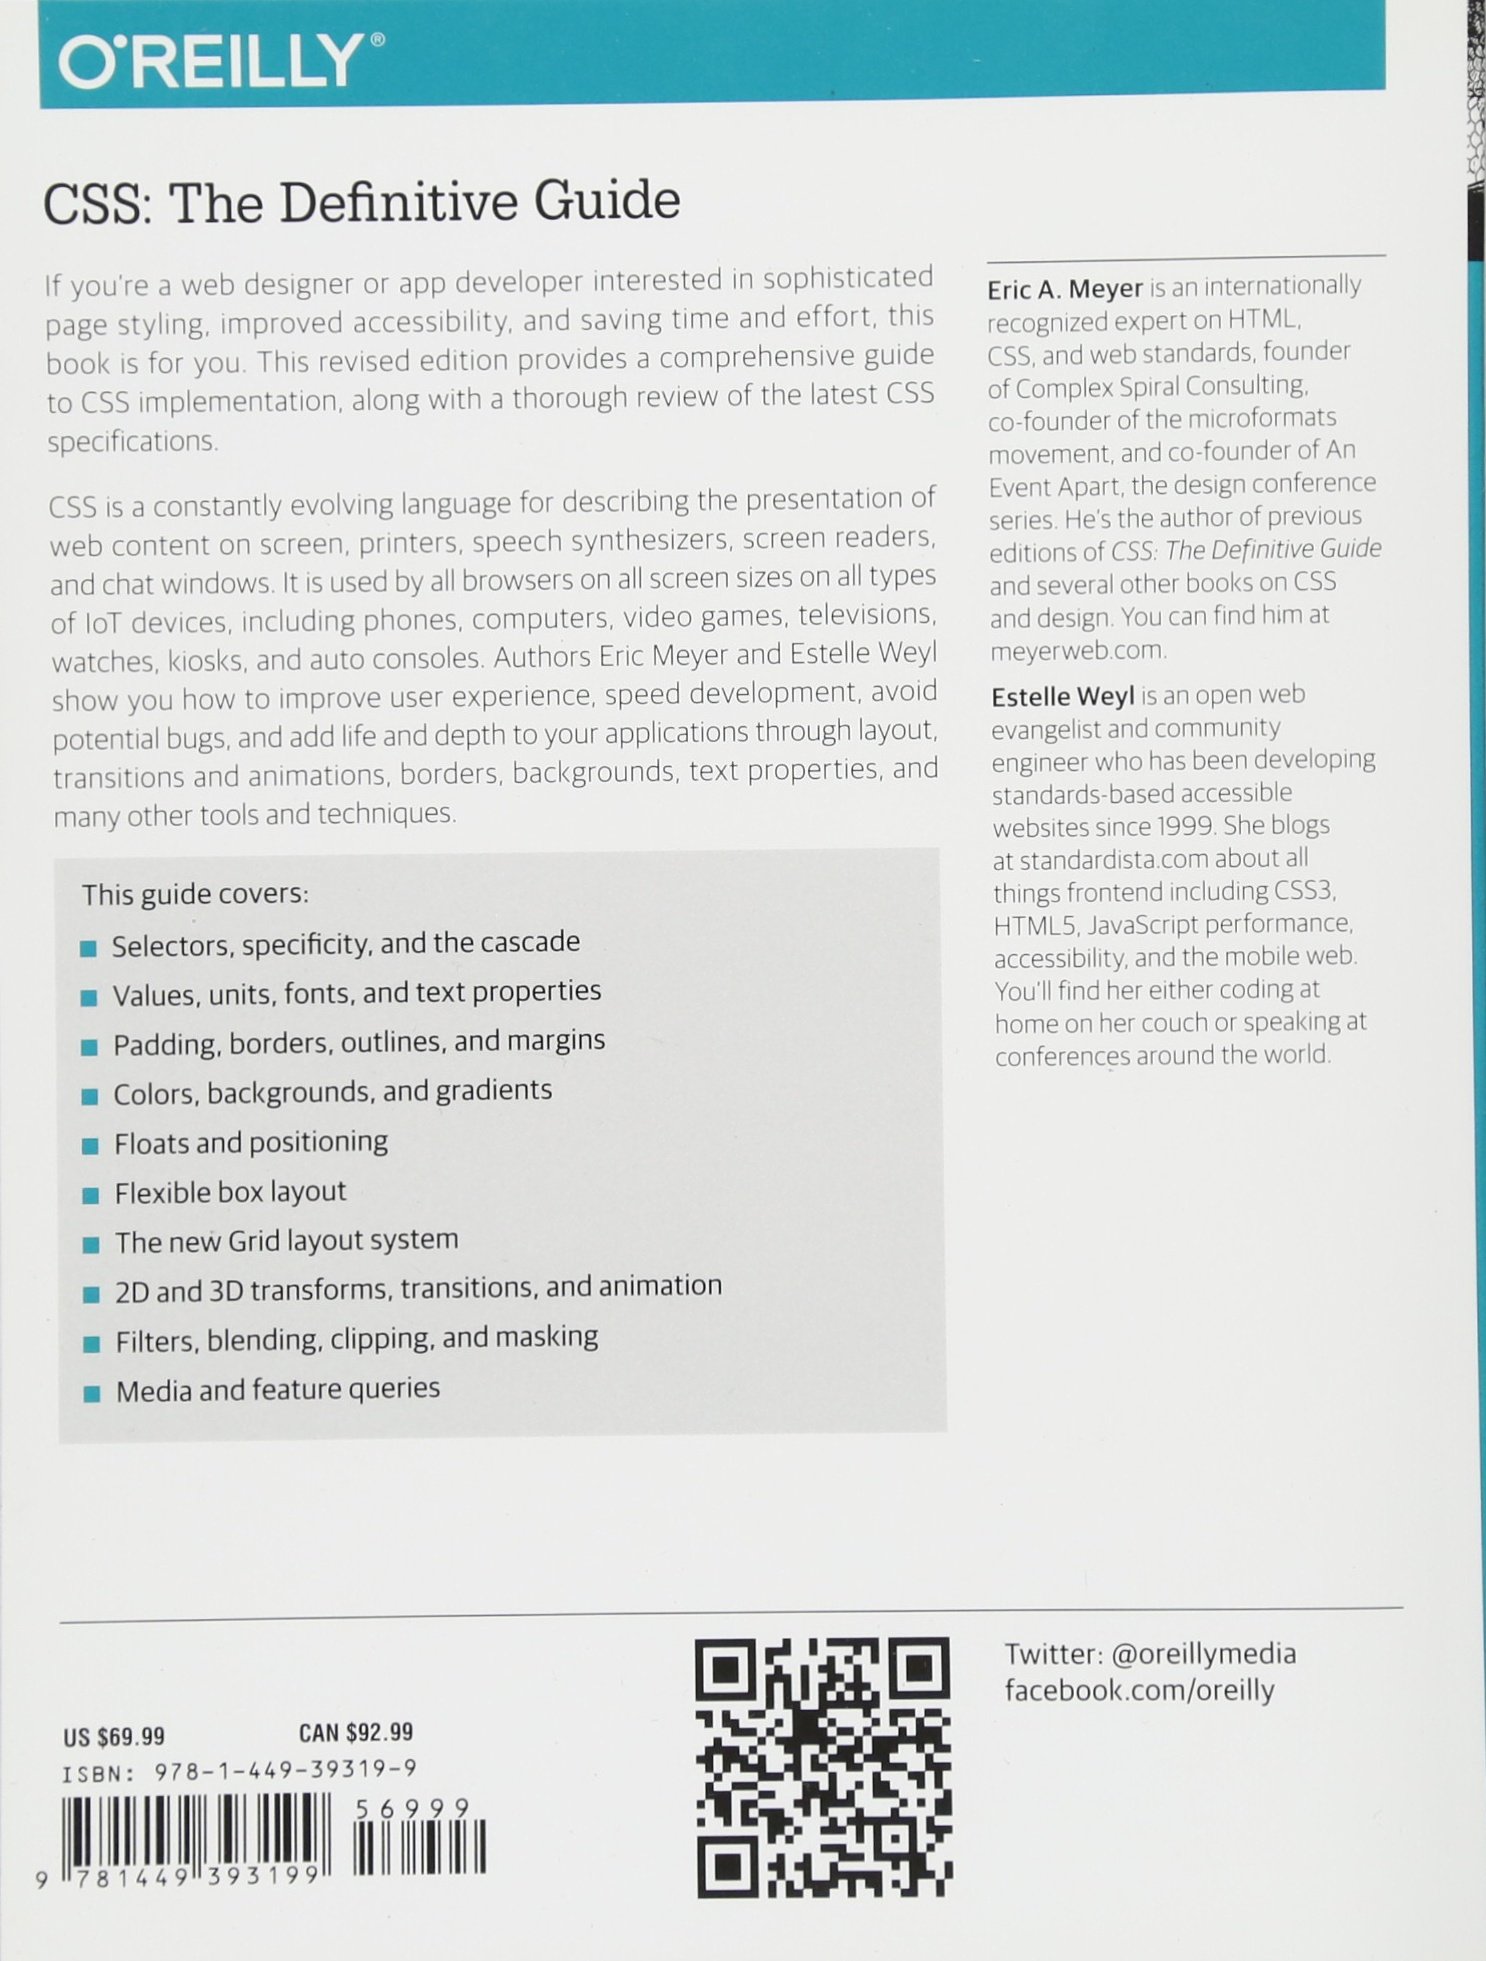 O'REILLY®
CSS: The Definitive Guide
If you're a web designer or app developer interested in sophisticated
page styling, improved accessibility, and saving time and effort, this
book is for you. This revised edition provides a comprehensive guide
to CSS implementation, along with a thorough review of the latest CSS
specifications.
CSS is a constantly evolving language for describing the presentation of
web content on screen, printers, speech synthesizers, screen readers,
and chat windows. It is used by all browsers on all screen sizes on all types
of IoT devices, including phones, computers, video games, televisions,
watches, kiosks, and auto consoles. Authors Eric Meyer and Estelle Weyl
show you how to improve user experience, speed development, avoid
potential bugs, and add life and depth to your applications through layout,
transitions and animations, borders, backgrounds, text properties, and
many other tools and techniques.
This guide covers:
■ Selectors, specificity, and the cascade
■ Values, units, fonts, and text properties
■ Padding, borders, outlines, and margins
■ Colors, backgrounds, and gradients
■ Floats and positioning
■ Flexible box layout
■ The new Grid layout system
■ 2D and 3D transforms, transitions, and animation
■ Filters, blending, clipping, and masking
■ Media and feature queries
Eric A. Meyer is an internationally
recognized expert on HTML,
CSS, and web standards, founder
of Complex Spiral Consulting,
co-founder of the microformats
movement, and co-founder of An
Event Apart, the design conference
series. He's the author of previous
editions of CSS: The Definitive Guide
and several other books on CSS
and design. You can find him at
meyerweb.com.
Estelle Weyl is an open web
evangelist and community
engineer who has been developing
standards-based accessible
websites since 1999. She blogs
at standardista.com about all
things frontend including CSS3,
HTML5, JavaScript performance,
accessibility, and the mobile web.
You'll find her either coding at
home on her couch or speaking at
conferences around the world.
US $69.99 CAN $92.99
ISBN: 978-1-449-39319-9
56999
9 781449 393199
Twitter: @oreillymedia
facebook.com/oreilly